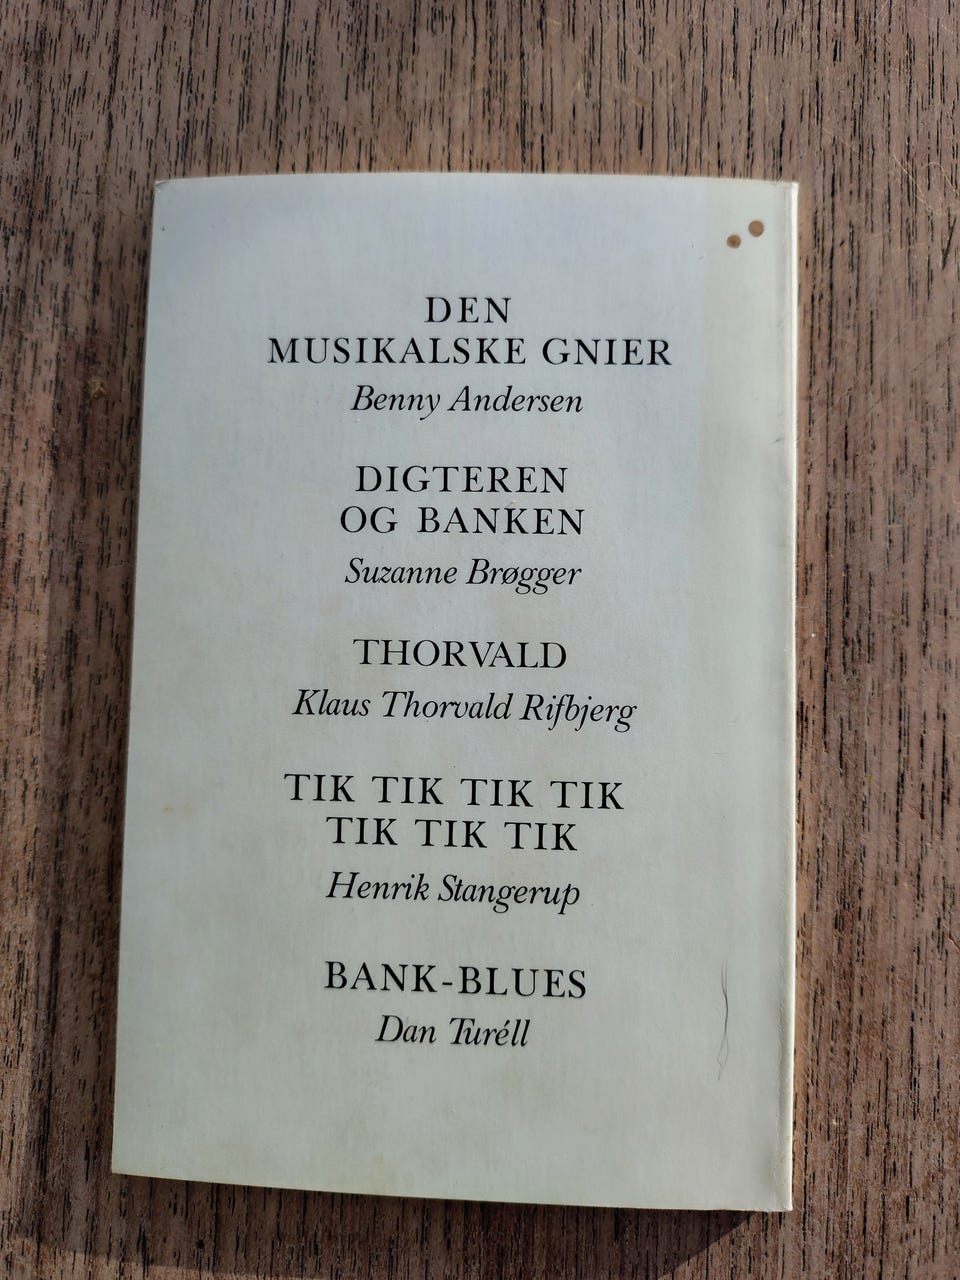 DEN
MUSIKALSKE GNIER
Benny Andersen
DIGTEREN
OG BANKEN
Suzanne Brøgger
THORVALD
Klaus Thorvald Rifbjerg
TIK TIK TIK TIK
TIK TIK TIK
Henrik Stangerup
BANK-BLUES
Dan Turéll